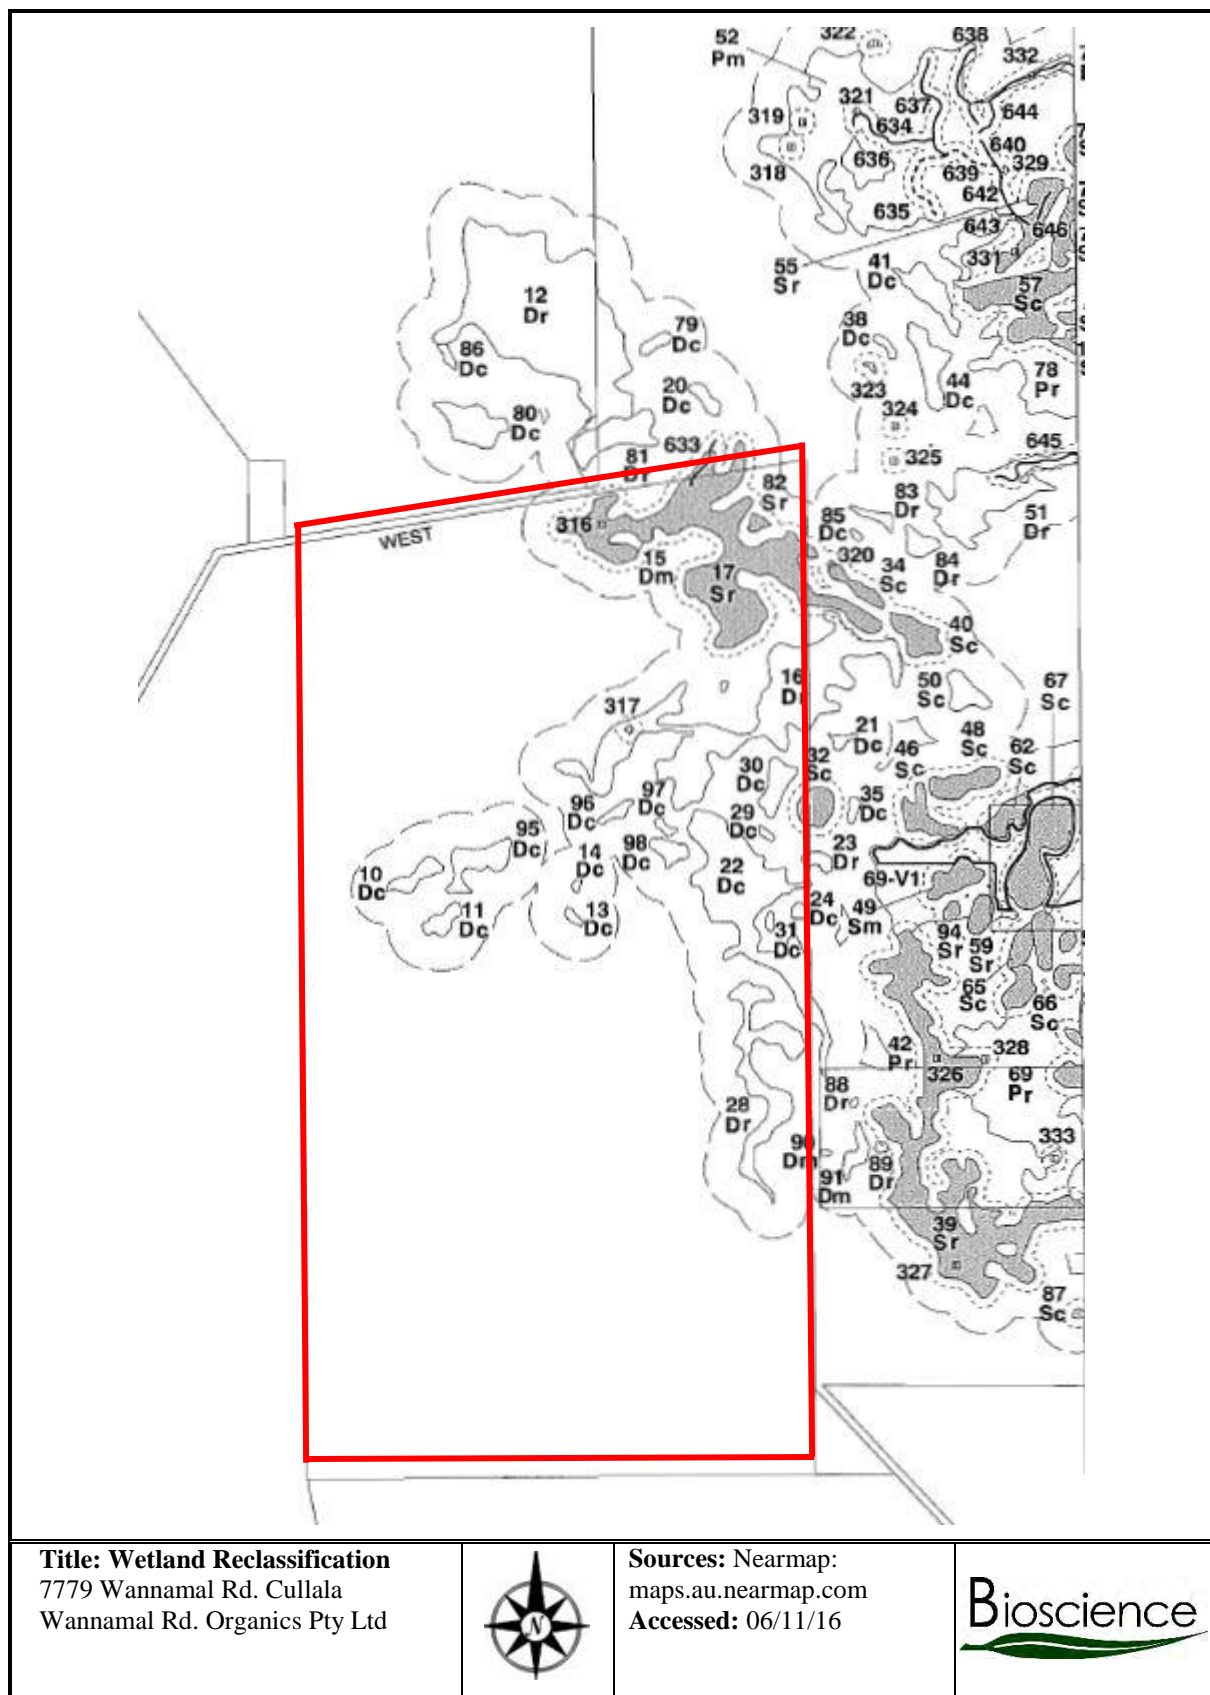 52
Pm
322
638
332
319
321
637
644
634
318
636
640
329
639
642
635
643
646
331
55
Sr
41
Dc
57
Sc
12
Dr
79
Dc
38
Dc
86
Dc
78
Pr
20
Dc
323
44
Dc
80
Dc
324
633
645
81
Dr
325
82
Sr
83
Dr
316
85
Dc
51
Dr
WEST
15
Dm
320
17
Sr
34
Sc
84
Dr
40
Sc
16
Dr
50
Sc
67
Sc
317
21
Dc
48
Sc
32
Sc
46
Sc
62
Sc
30
Dc
97
Dc
96
Dc
35
Dc
29
Dc
95
Dc
98
Dc
14
Dc
23
Dr
10
Dc
22
Dc
69-V1
11
Dc
13
Dc
24
Dc
49
Sm
31
Dc
94
Sr
59
Sr
65
Sc
66
Sc
42
Pr
328
326
69
Pr
88
Dr
28
Dr
90
Dm
333
91
Dm
89
Dr
39
Sr
327
87
Sc
Title: Wetland Reclassification
7779 Wannamal Rd. Cullala
Wannamal Rd. Organics Pty Ltd
N
Sources: Nearmap:
maps.au.nearmap.com
Accessed: 06/11/16
Bioscience